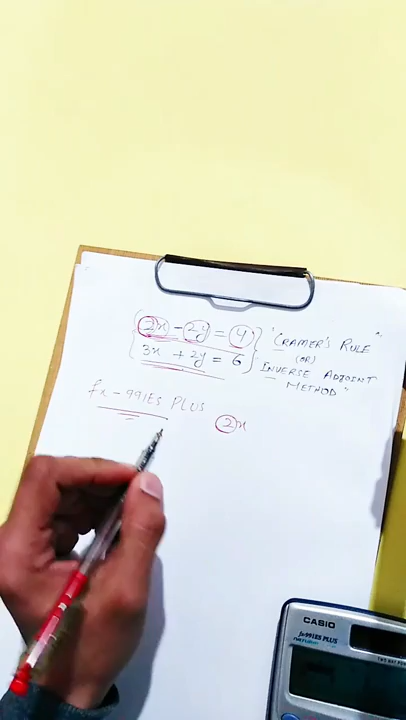 2x - 2y = 4
3x + 2y = 6
"CRAMER'S RULE"
(OR)
INVERSE ADJOINT
METHOD"
fx - 991ES PLUS
2x
CASIO
fx-991ES PLUS